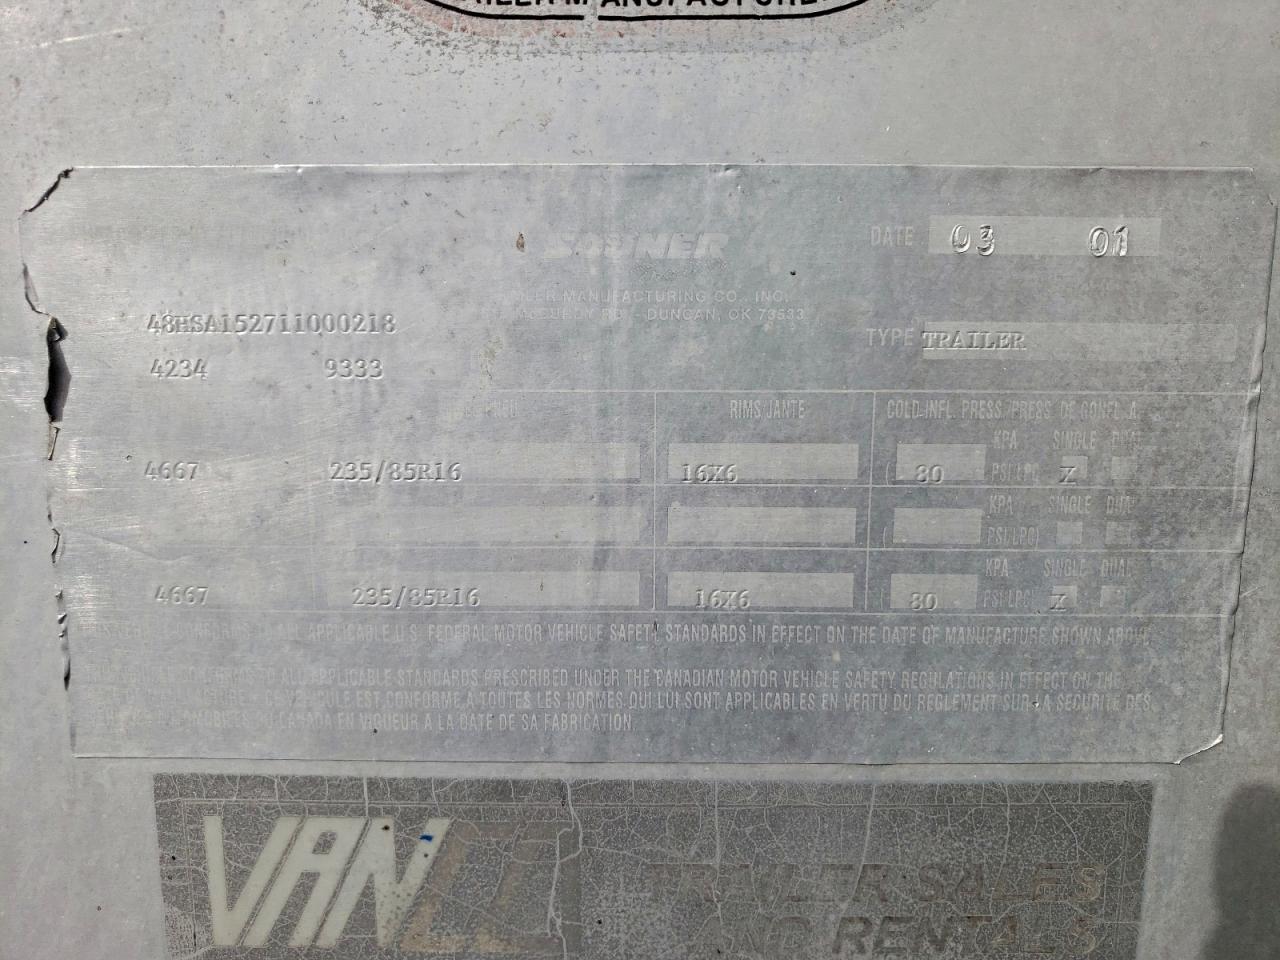 MANUFACTURE
SOONER
DATE 03 01
MANUFACTURING CO., INC.
DUNCAN, OK 73533
48HSA152711000218
TYPE TRAILER
4234 9333
RIMS/JANTE COLD INFL. PRESS./PRESS. DE GONFL. A.
KPA SINGLE DUAL
4667 235/85R16 16X6 80 PSI(LPC) X
KPA SINGLE DUAL
PSI(LPC)
KPA SINGLE DUAL
4667 235/85R16 16X6 80 PSI(LPC) X
ALL APPLICABLE U.S. FEDERAL MOTOR VEHICLE SAFETY STANDARDS IN EFFECT ON THE DATE OF MANUFACTURE SHOWN ABOVE
TO ALL APPLICABLE STANDARDS PRESCRIBED UNDER THE CANADIAN MOTOR VEHICLE SAFETY REGULATIONS IN EFFECT ON THE
VEHICULE EST CONFORME A TOUTES LES NORMES QUI LUI SONT APPLICABLES EN VERTU DU REGLEMENT SUR LA SECURITE DES
CANADA EN VIGUEUR A LA DATE DE SA FABRICATION.
TRAILER SALES
AND RENTALS